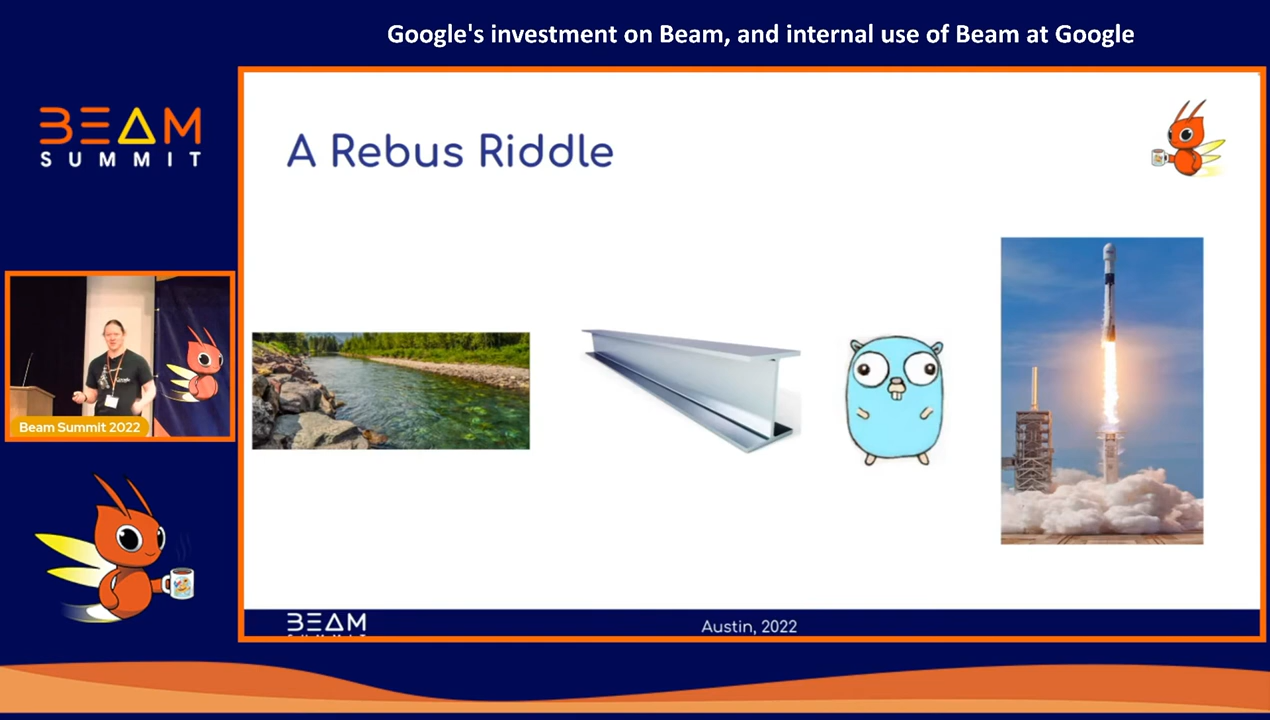 Google's investment on Beam, and internal use of Beam at Google
BEAM
SUMMIT
A Rebus Riddle
Beam Summit 2022
BEAM
Austin, 2022